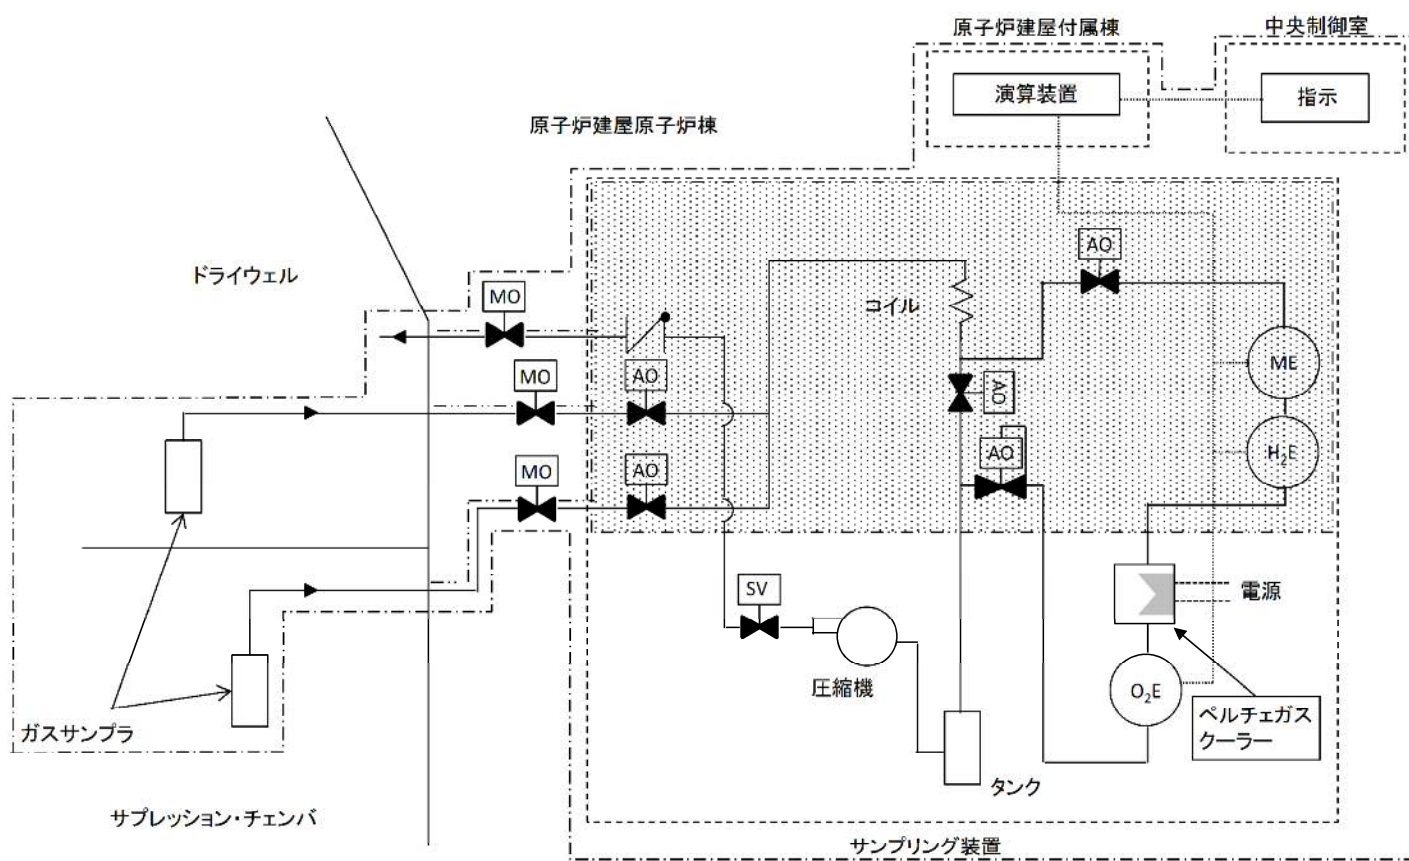 原子炉建屋付属棟
中央制御室
演算装置
指示
原子炉建屋原子炉棟
ドライウェル
AO
MO
コイル
MO
AO
ME
AO
MO
AO
AO
H₂E
SV
電源
圧縮機
O₂E
ペルチェガス
クーラー
ガスサンプラ
タンク
サプレッション・チェンバ
サンプリング装置